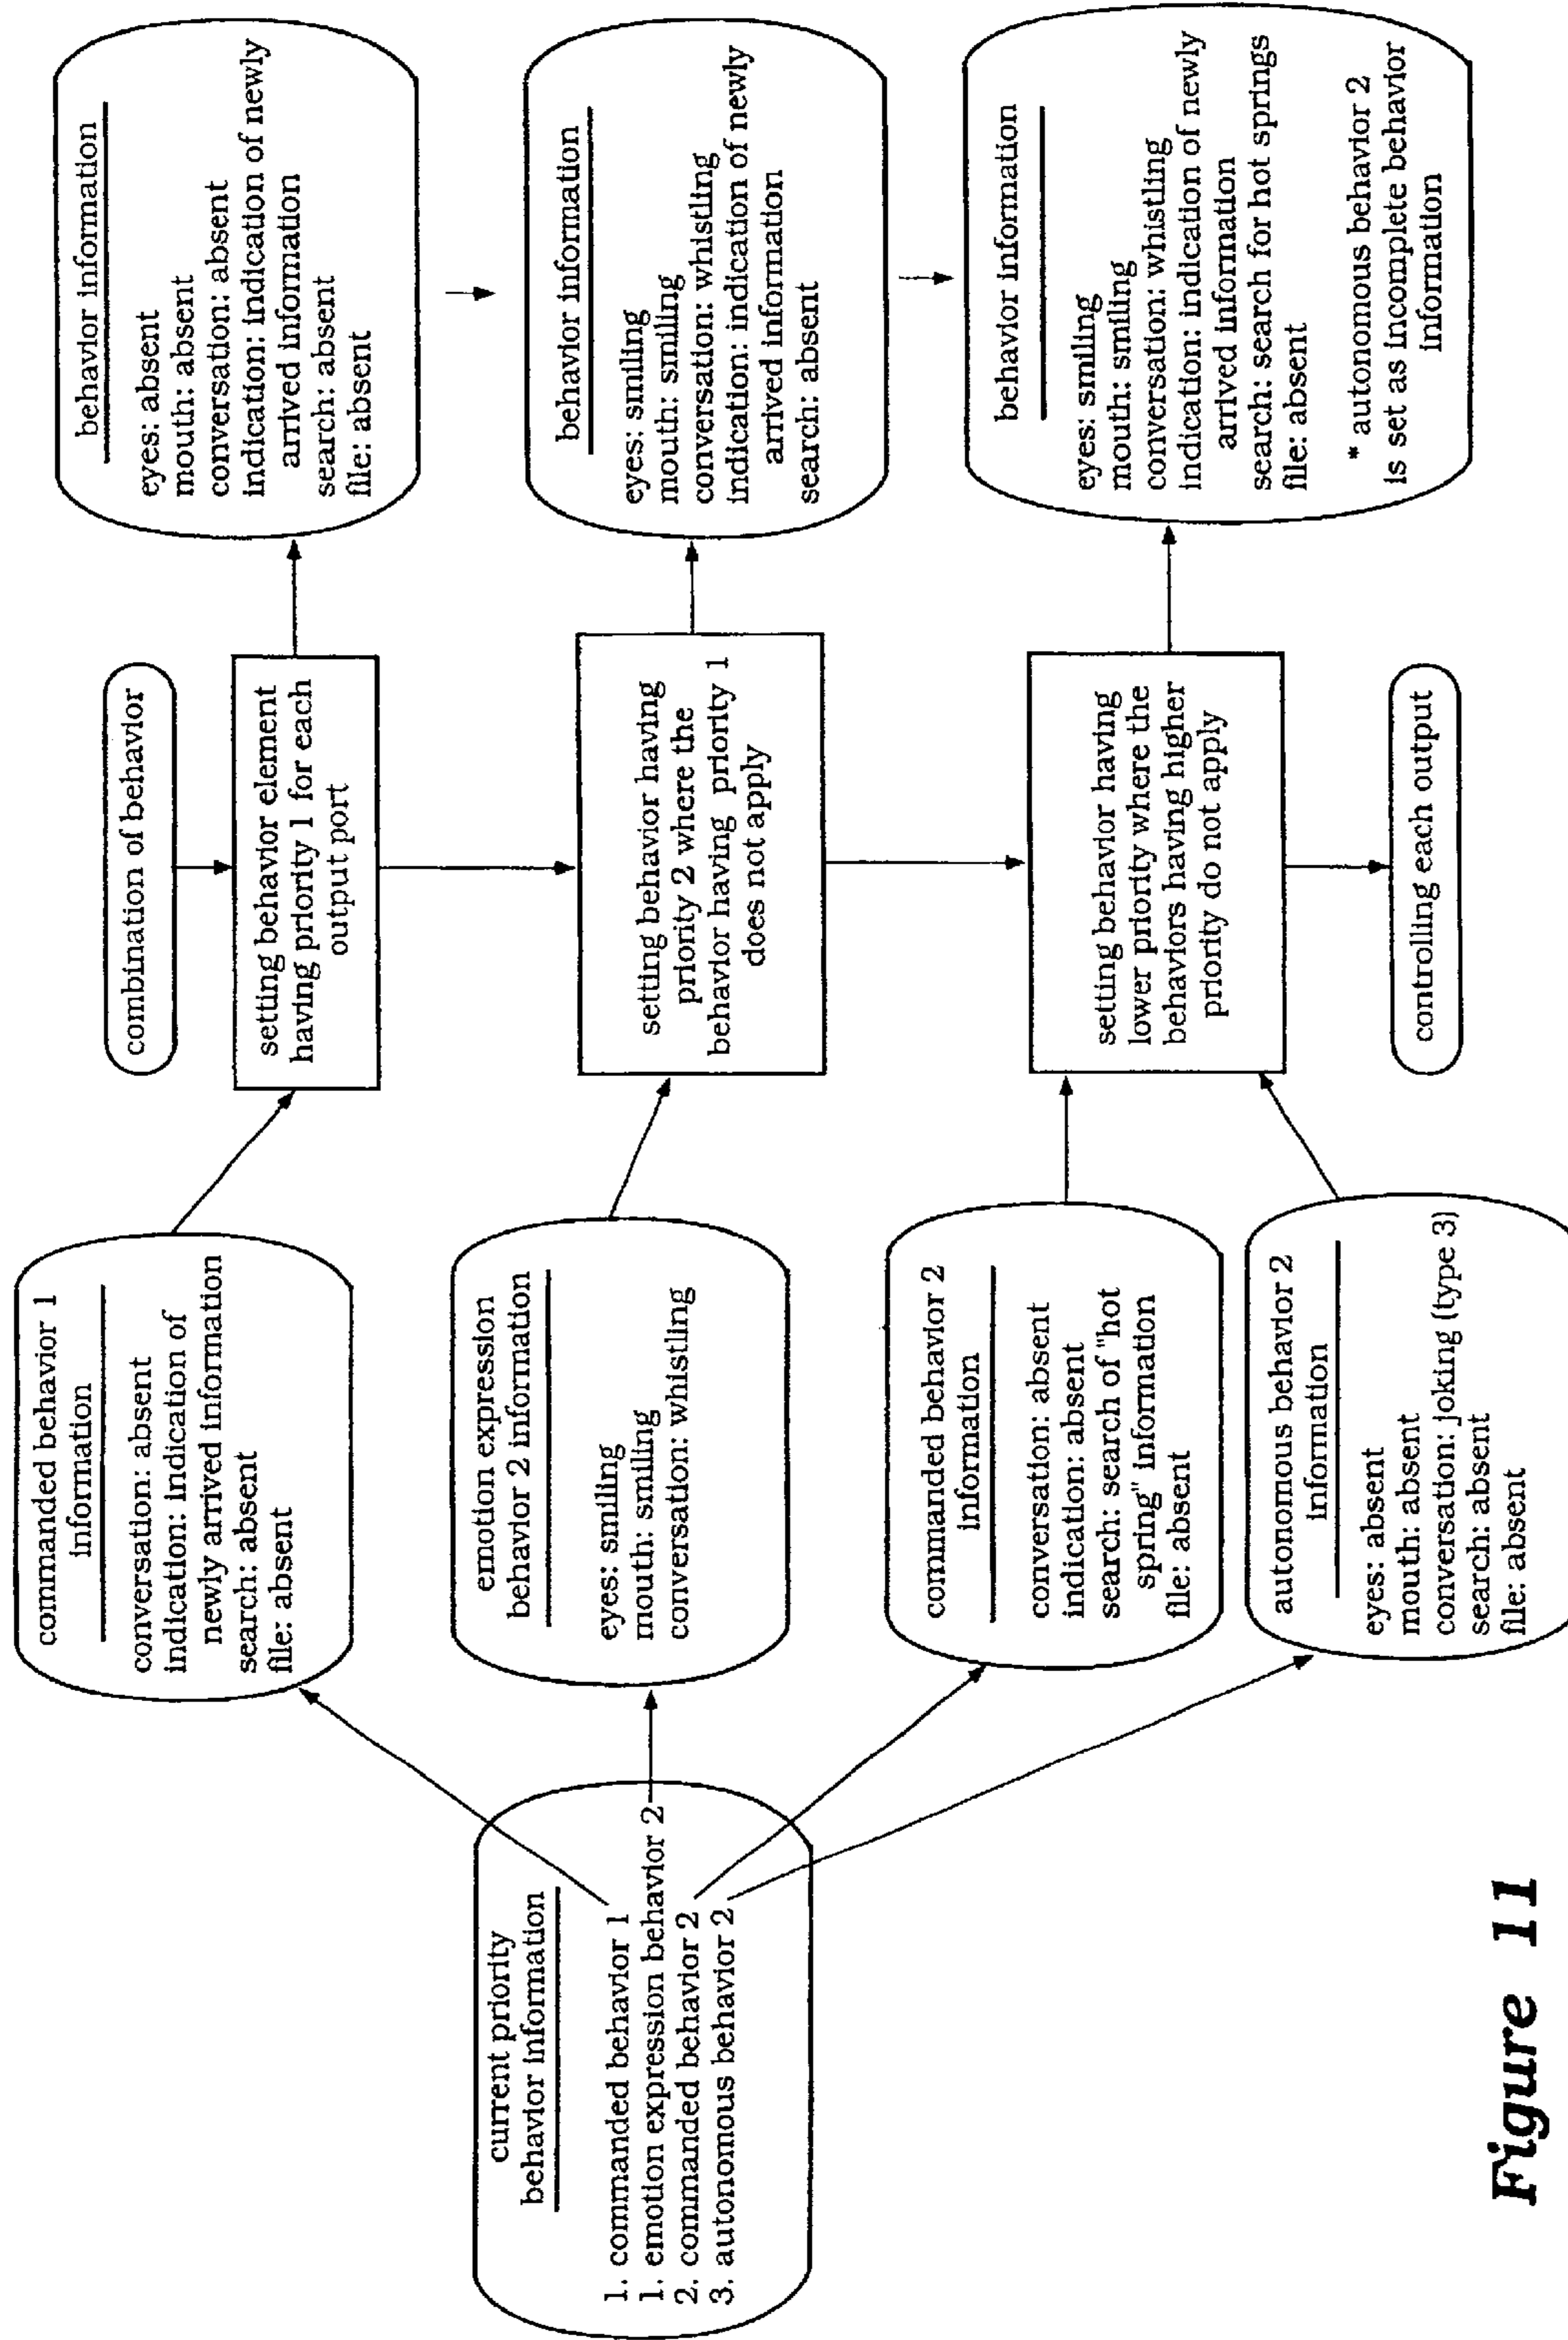 current priority
behavior information
1. commanded behavior 1
1. emotion expression behavior 2
2. commanded behavior 2
3. autonomous behavior 2
commanded behavior 1
information
conversation: absent
indication: indication of
newly arrived information
search: absent
file: absent
emotion expression
behavior 2 information
eyes: smiling
mouth: smiling
conversation: whistling
commanded behavior 2
information
conversation: absent
indication: absent
search: search of "hot
spring" information
file: absent
autonomous behavior 2
information
eyes: absent
mouth: absent
conversation: joking (type 3)
search: absent
file: absent
combination of behavior
setting behavior element
having priority 1 for each
output port
setting behavior having
priority 2 where the
behavior having priority 1
does not apply
setting behavior having
lower priority where the
behaviors having higher
priority do not apply
controlling each output
behavior information
eyes: absent
mouth: absent
conversation: absent
indication: indication of newly
arrived information
search: absent
file: absent
behavior information
eyes: smiling
mouth: smiling
conversation: whistling
indication: indication of newly
arrived information
search: absent
behavior information
eyes: smiling
mouth: smiling
conversation: whistling
indication: indication of newly
arrived information
search: search for hot springs
file: absent
* autonomous behavior 2
is set as incomplete behavior
information
Figure 11